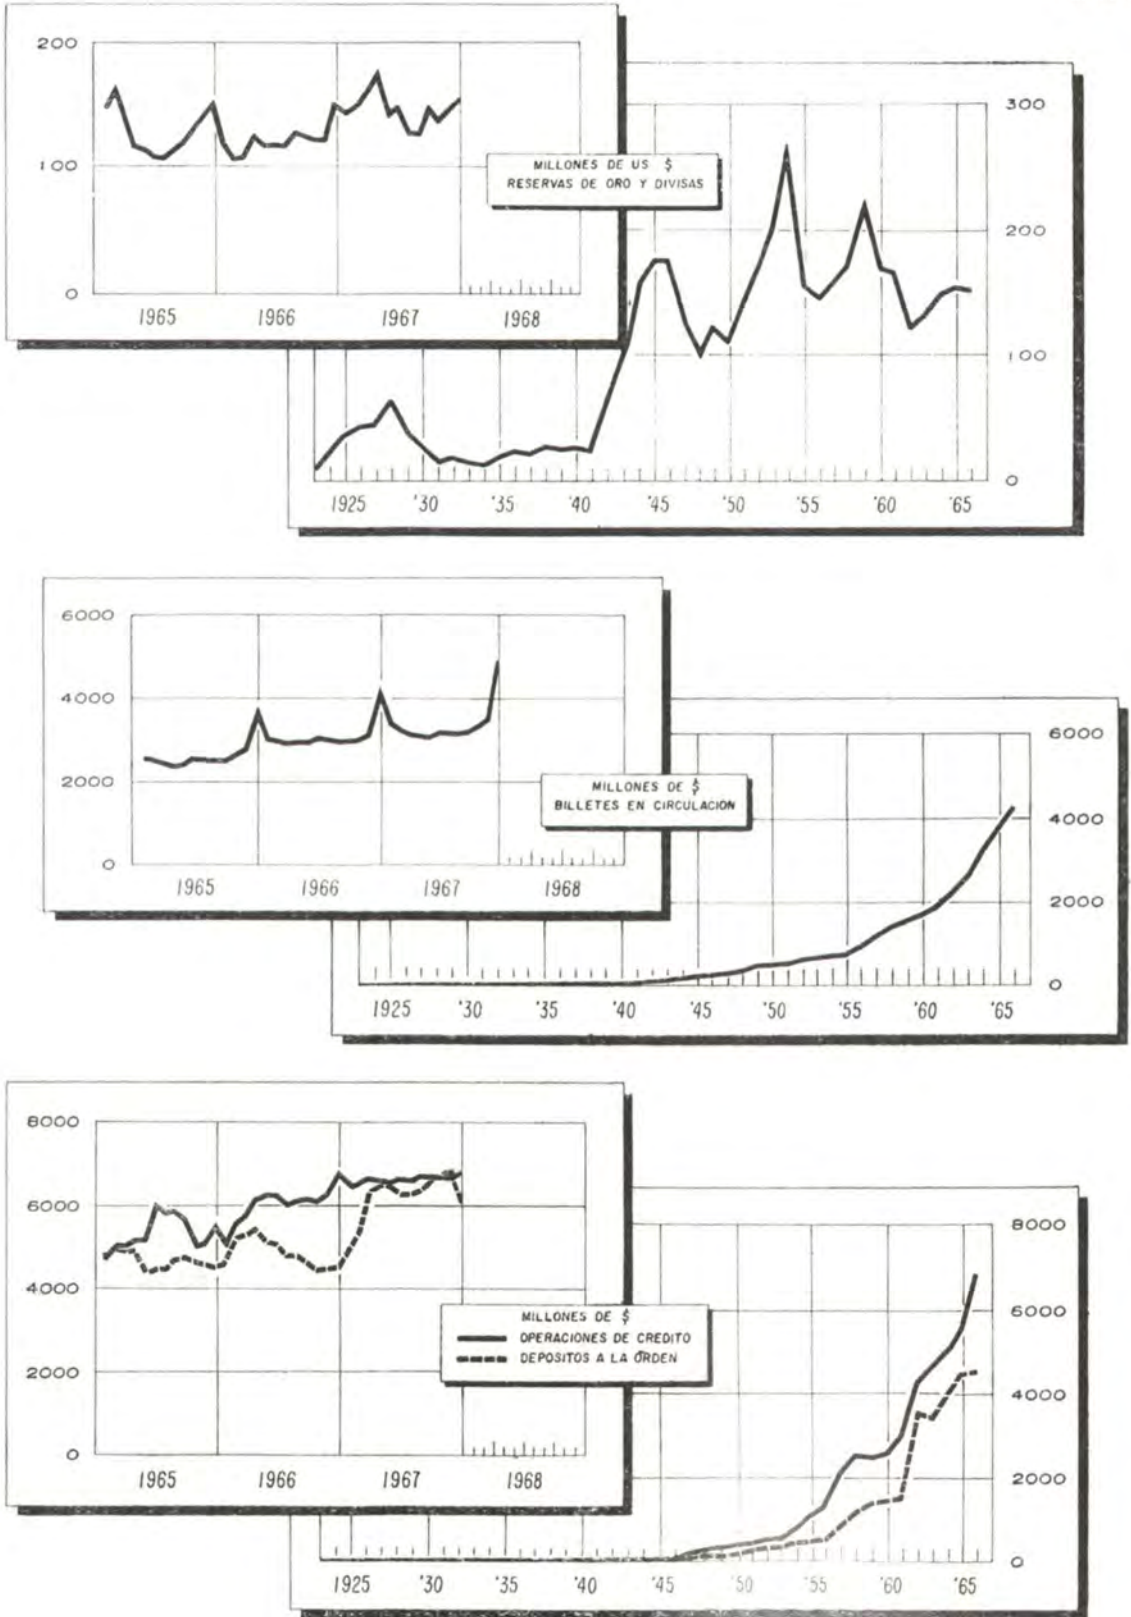 200
100
0
1965 1966 1967 1968
MILLONES DE US $
RESERVAS DE ORO Y DIVISAS
300
200
100
0
1925 '30 '35 '40 '45 '50 '55 '60 '65
6000
4000
2000
0
1965 1966 1967 1968
MILLONES DE $
BILLETES EN CIRCULACIÓN
6000
4000
2000
0
1925 '30 '35 '40 '45 '50 '55 '60 '65
8000
6000
4000
2000
0
1965 1966 1967 1968
MILLONES DE $
OPERACIONES DE CREDITO
DEPOSITOS A LA ORDEN
8000
6000
4000
2000
0
1925 '30 '35 '40 '45 '50 '55 '60 '65